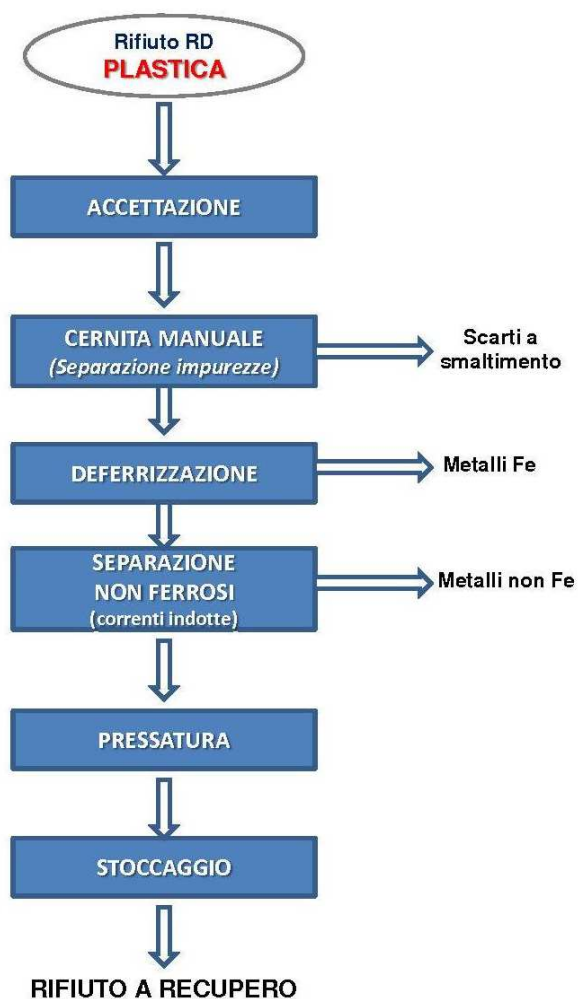 Rifiuto RD
PLASTICA
ACCETTAZIONE
CERNITA MANUALE
(Separazione impurezze)
Scarti a
smaltimento
DEFERRIZZAZIONE
Metalli Fe
SEPARAZIONE
NON FERROSI
(correnti indotte)
Metalli non Fe
PRESSATURA
STOCCAGGIO
RIFIUTO A RECUPERO